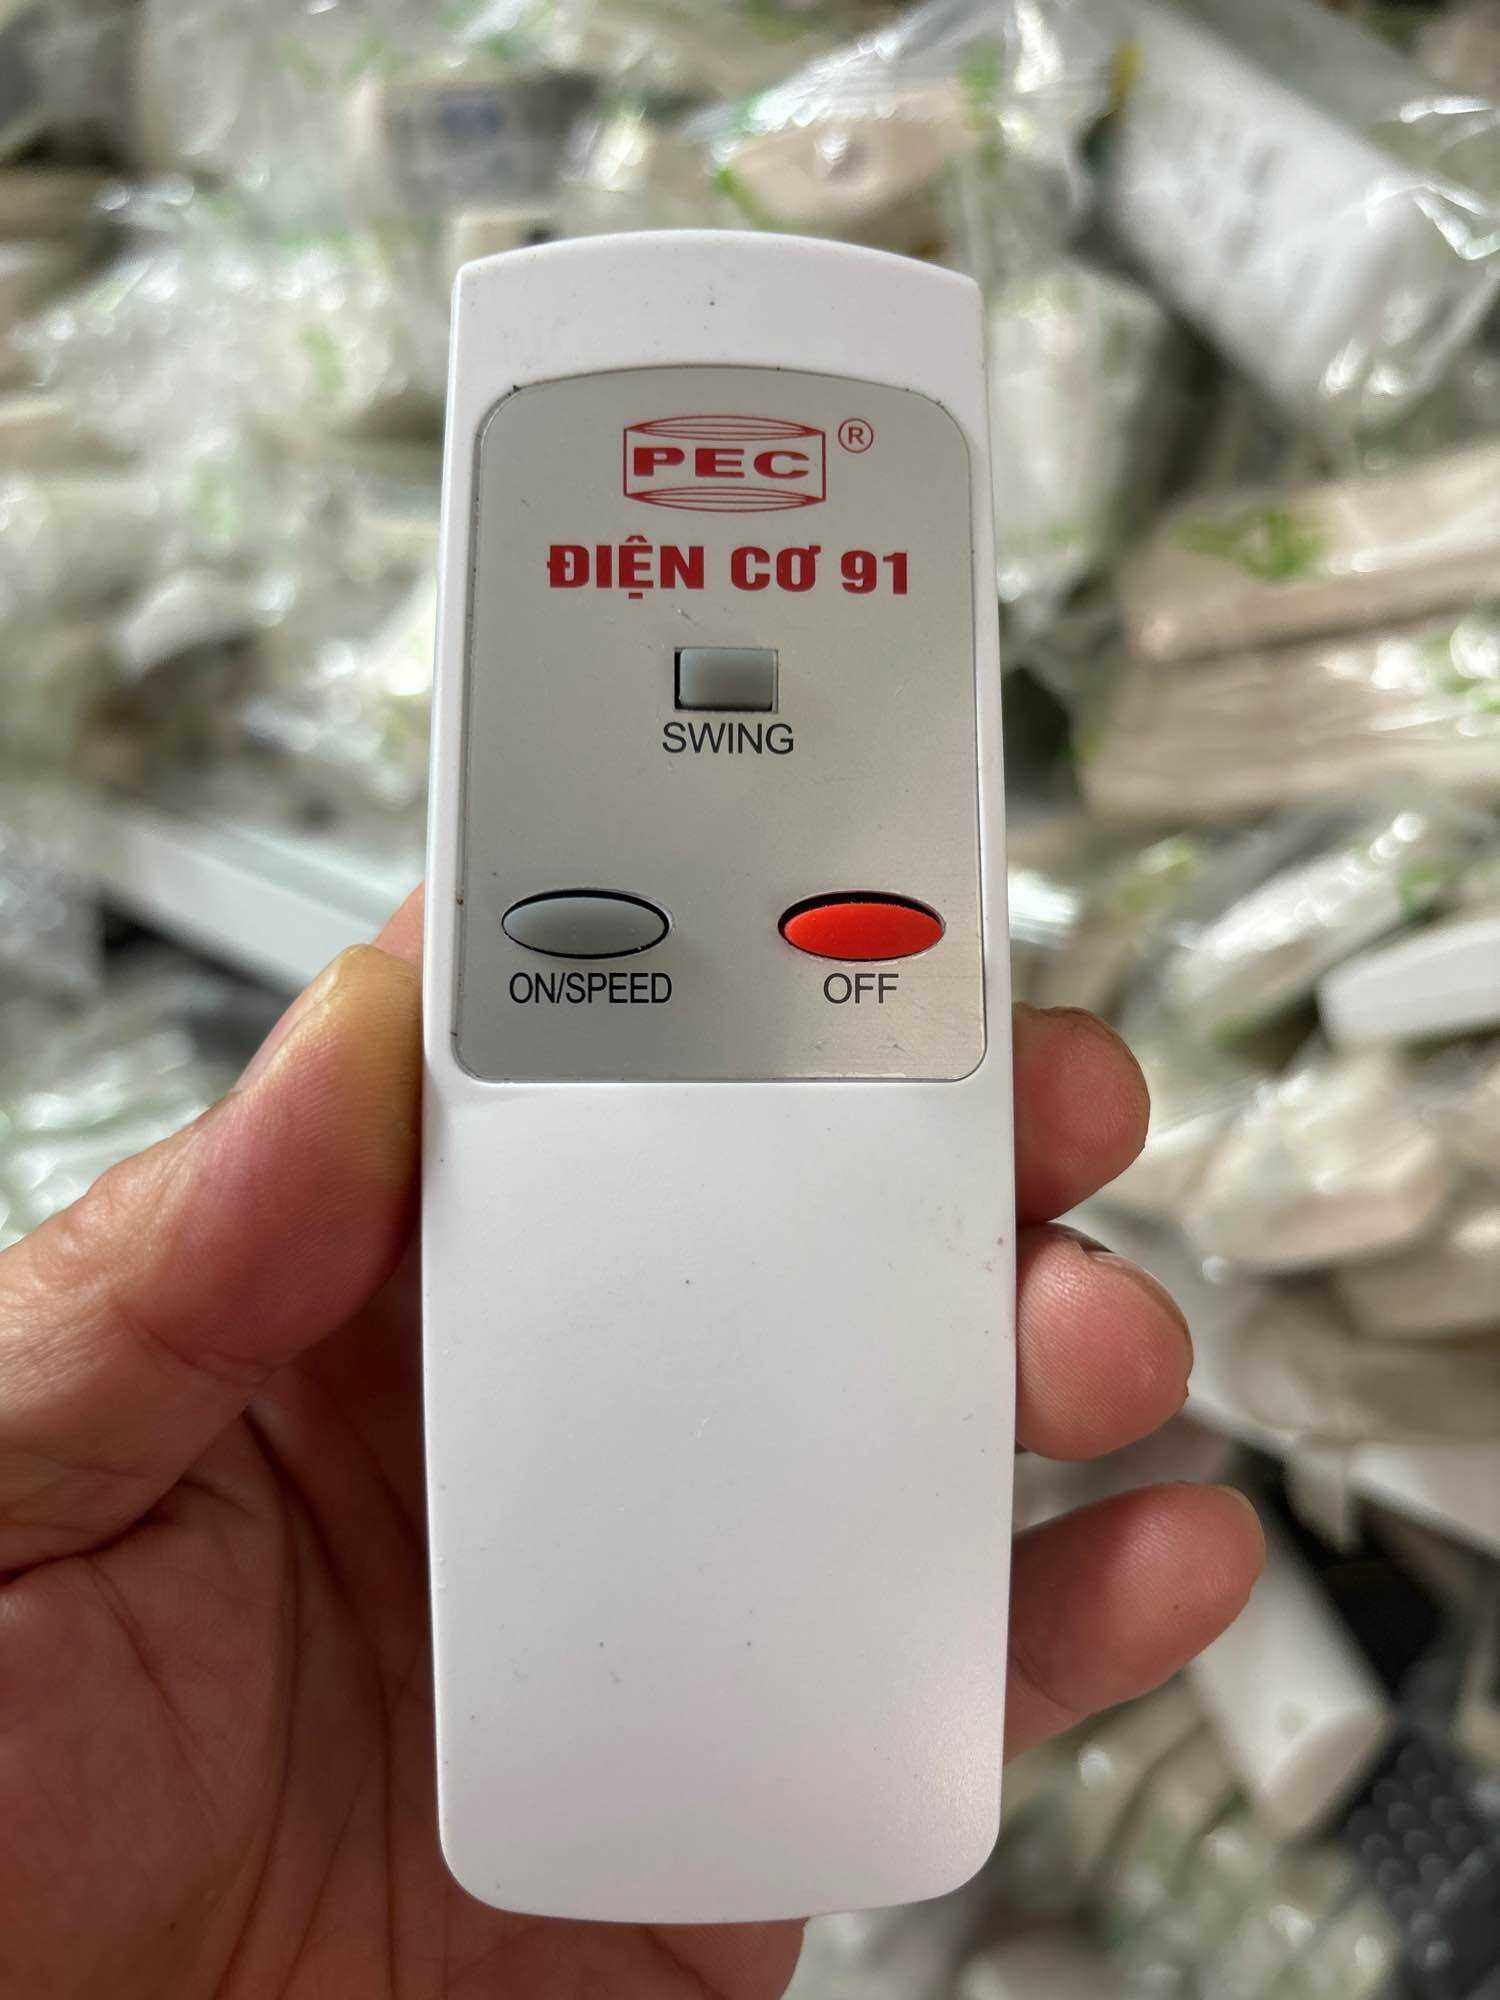 PEC ®
ĐIỆN CƠ 91
SWING
ON/SPEED OFF